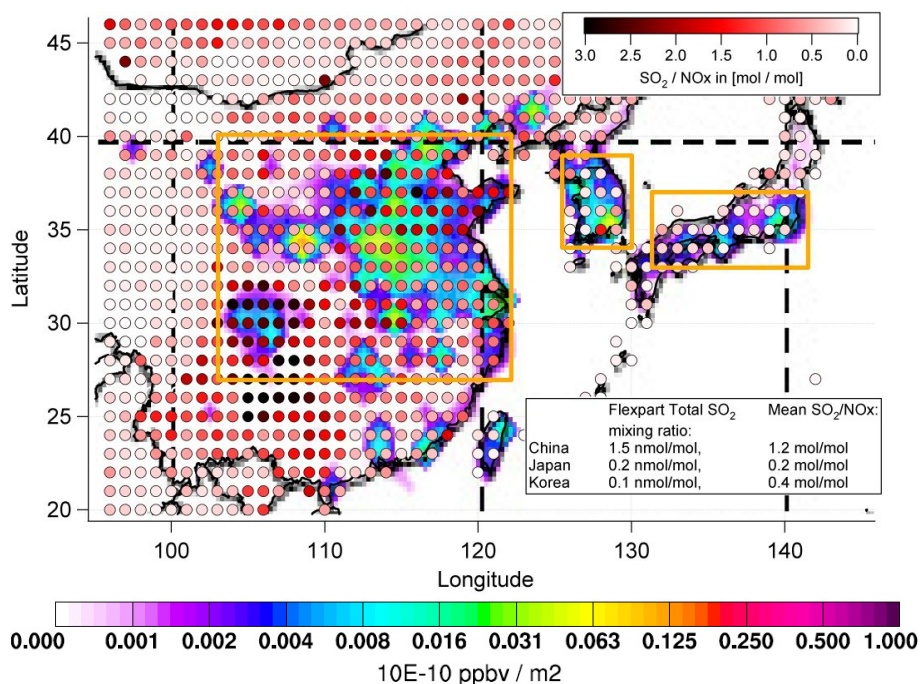 45
40
35
30
25
20
Latitude
3.0 2.5 2.0 1.5 1.0 0.5 0.0
SO2 / NOx in [mol / mol]
Flexpart Total SO2 Mean SO2/NOx:
mixing ratio:
China 1.5 nmol/mol, 1.2 mol/mol
Japan 0.2 nmol/mol, 0.2 mol/mol
Korea 0.1 nmol/mol, 0.4 mol/mol
100 110 120 130 140
Longitude
0.000 0.001 0.002 0.004 0.008 0.016 0.031 0.063 0.125 0.250 0.500 1.000
10E-10 ppbv / m2